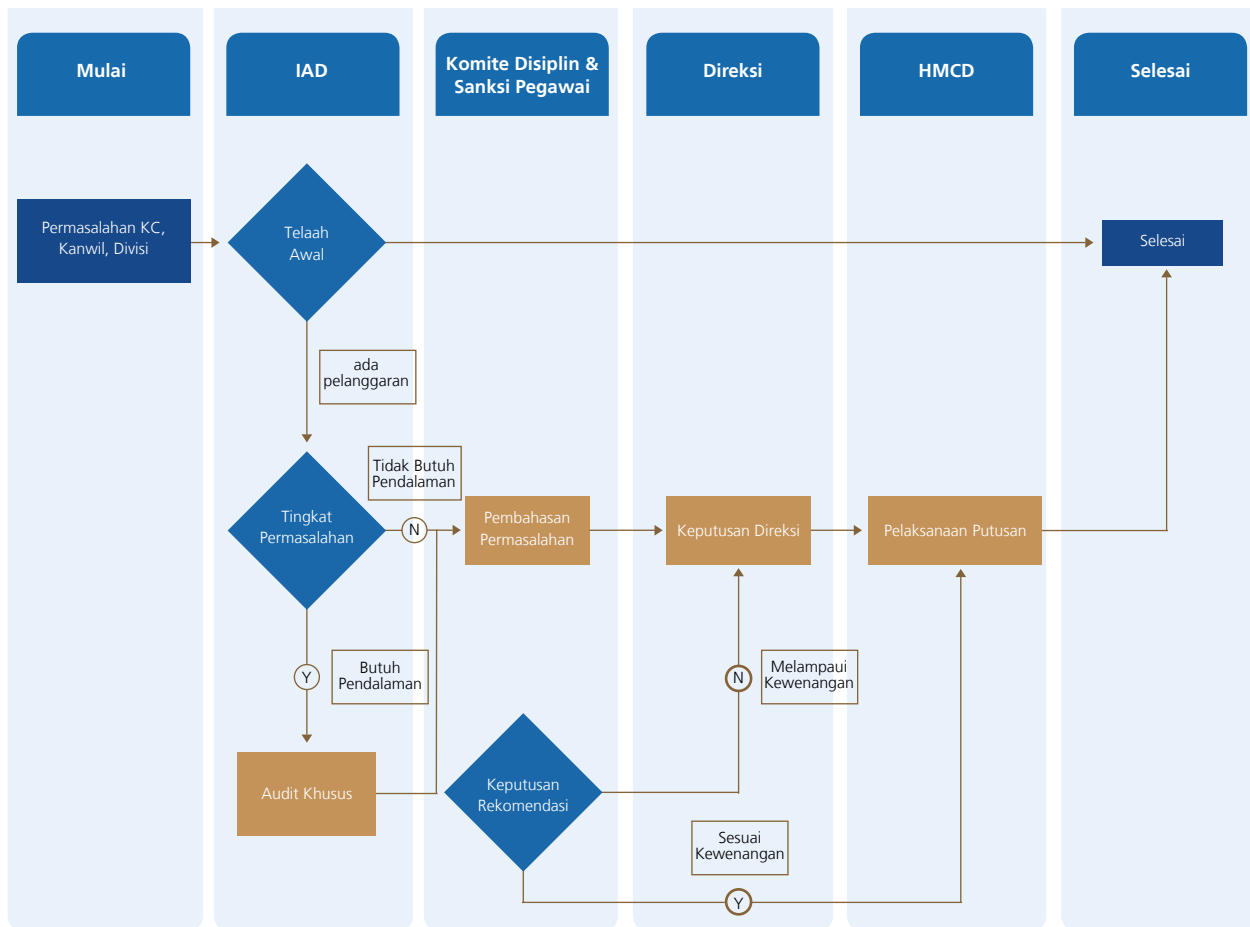 Mulai
IAD
Komite Disiplin &
Sanksi Pegawai
Direksi
HMCD
Selesai
Permasalahan KC,
Kanwil, Divisi
Telaah
Awal
Selesai
ada
pelanggaran
Tidak Butuh
Pendalaman
Tingkat
Permasalahan
N
Pembahasan
Permasalahan
Keputusan Direksi
Pelaksanaan Putusan
Y
Butuh
Pendalaman
N
Melampaui
Kewenangan
Audit Khusus
Keputusan
Rekomendasi
Sesuai
Kewenangan
Y